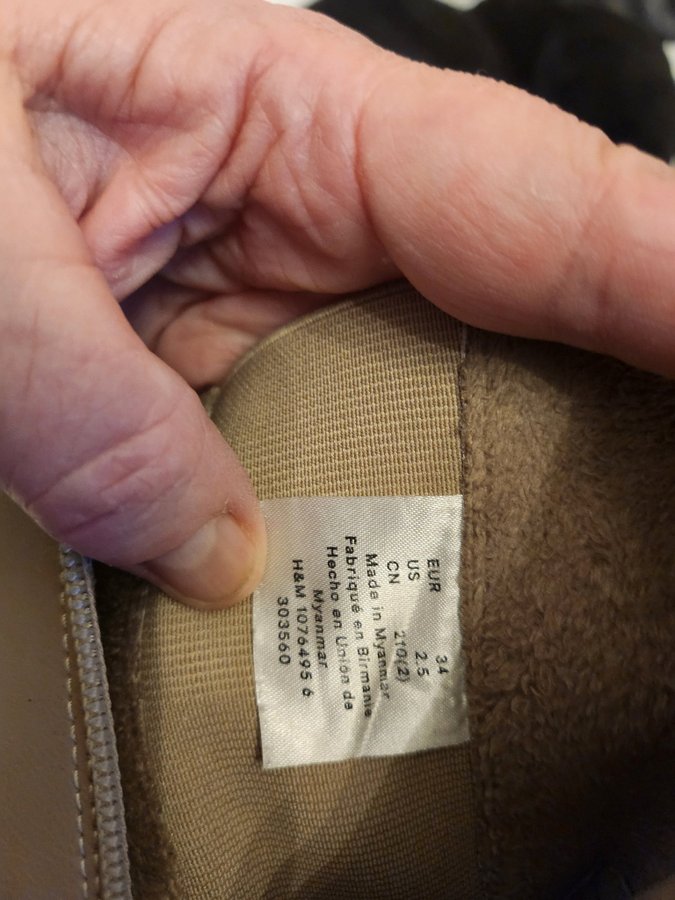 EUR 34
US 2.5
CN 210(2)
Made in Myanmar
Fabriqué en Birmanie
Hecho en Unión de
Myanmar
H&M 1076495 6
303560